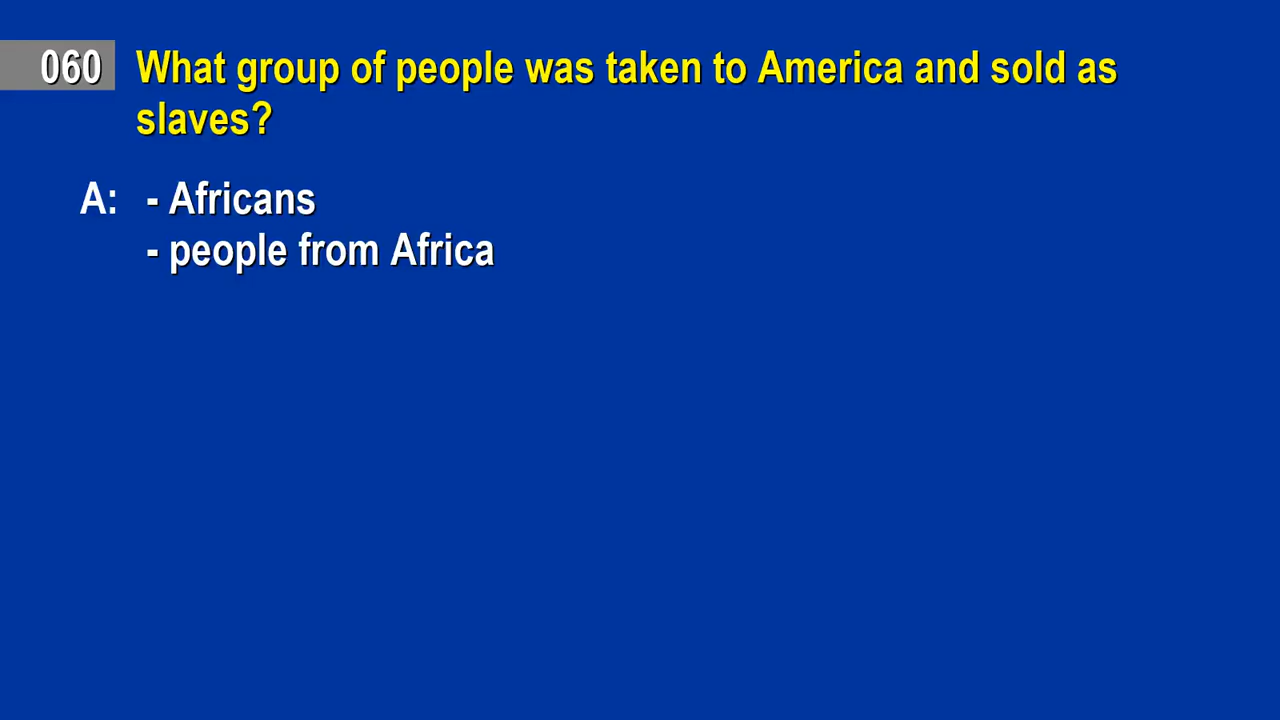 060 What group of people was taken to America and sold as
slaves?
A: - Africans
- people from Africa